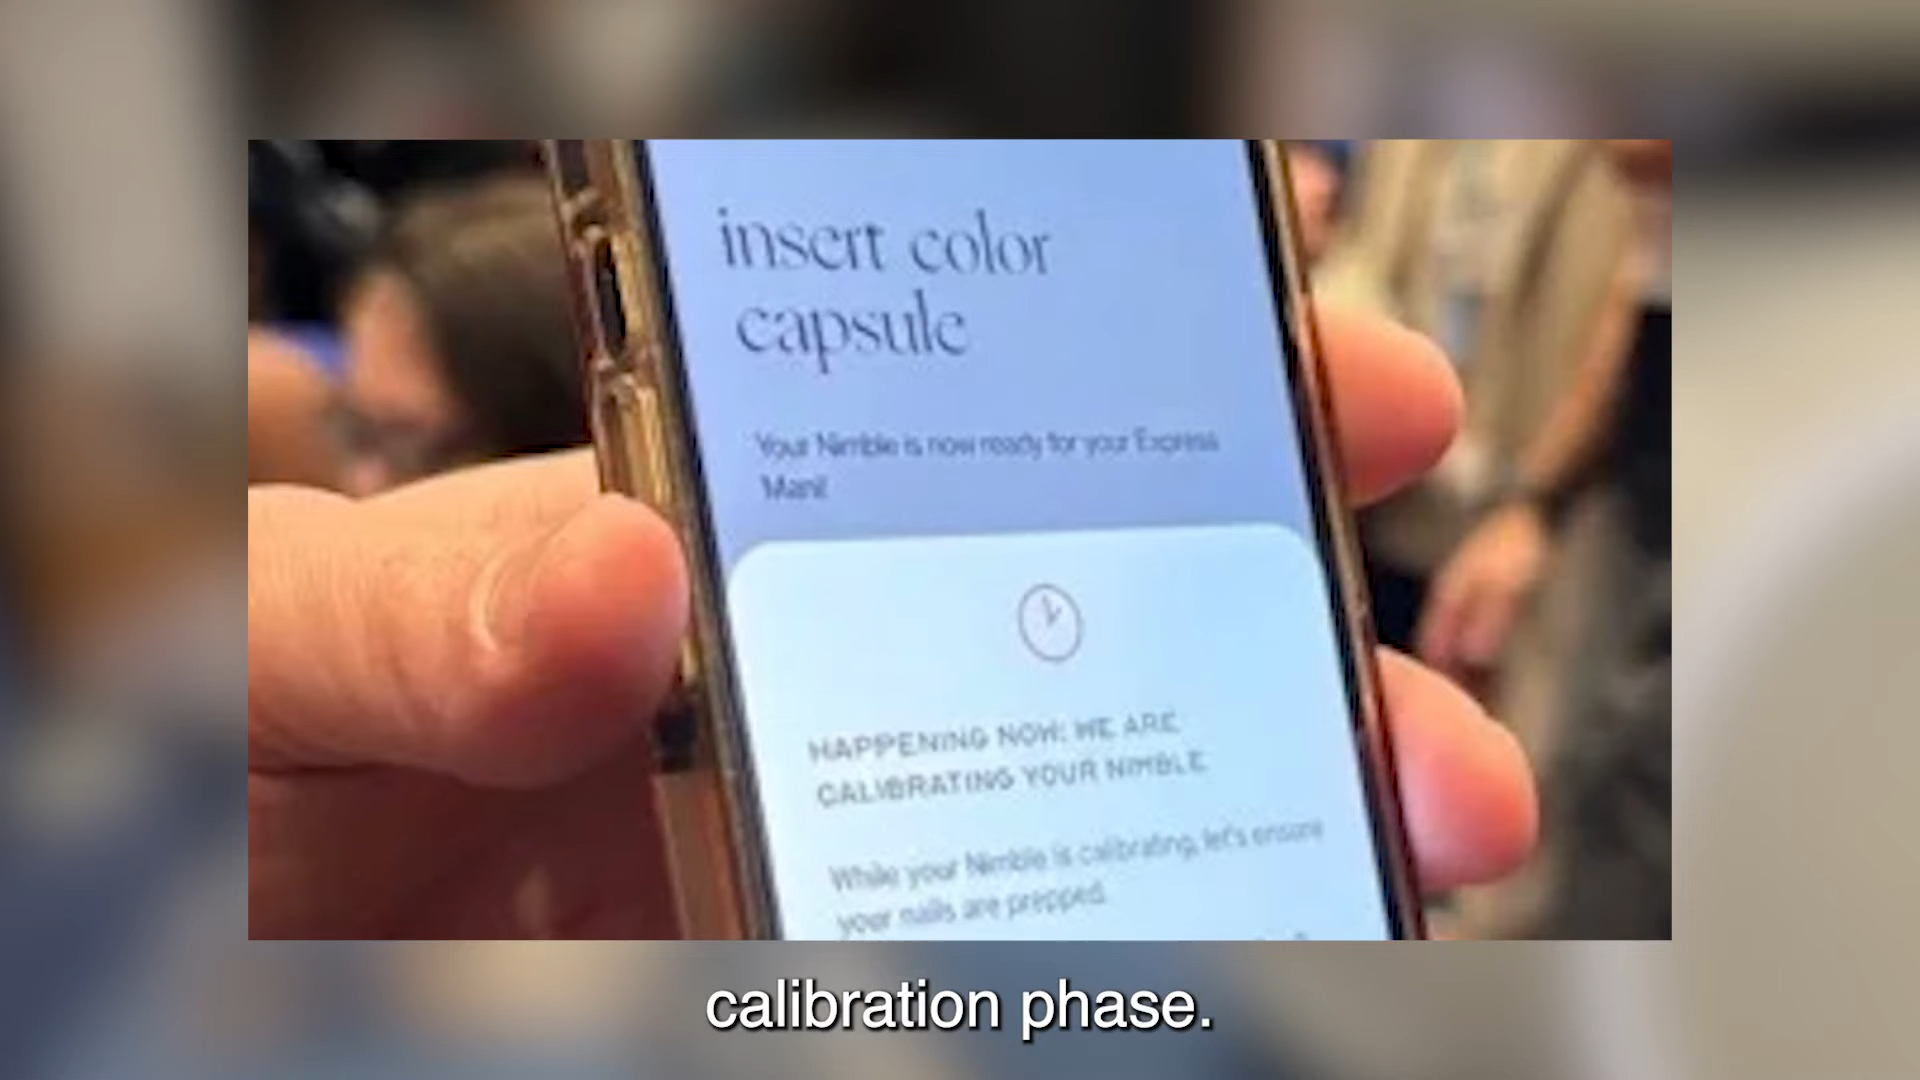 insert color
capsule
Your Nimble is now ready for your Express
Mani!
HAPPENING NOW: WE ARE
CALIBRATING YOUR NIMBLE
While your Nimble is calibrating, let's ensure
your nails are prepped.
calibration phase.